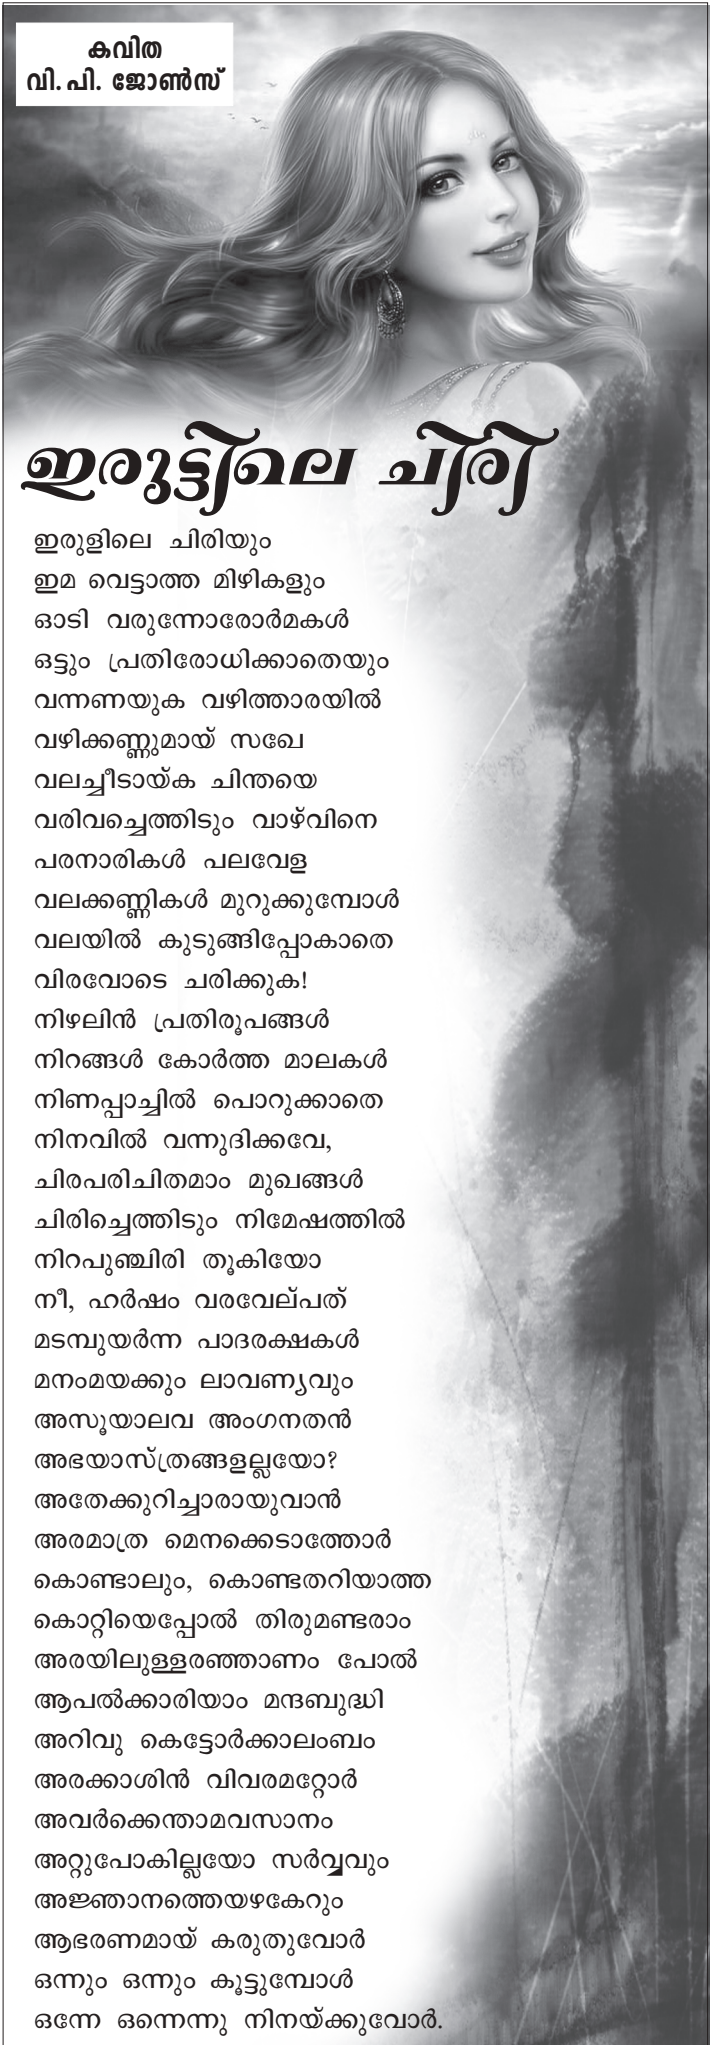 കവിത
വി. പി. ജോൺസ്
ഇരുട്ടിലെ ചിരി
ഇരുളിലെ ചിരിയും
ഇമ വെട്ടാത്ത മിഴികളും
ഓടി വരുന്നോരോർമകൾ
ഒട്ടും പ്രതിരോധിക്കാതെയും
വന്നണയുക വഴിത്താരയിൽ
വഴിക്കണ്ണുമായ് സഖേ
വലച്ചീടായ്ക ചിന്തയെ
വരിവച്ചെത്തിടും വാഴ്‌വിനെ
പരനാരികൾ പലവേള
വലക്കണ്ണികൾ മുറുക്കുമ്പോൾ
വലയിൽ കുടുങ്ങിപ്പോകാതെ
വിരവോടെ ചരിക്കുക!
നിഴലിൻ പ്രതിരൂപങ്ങൾ
നിറങ്ങൾ കോർത്ത മാലകൾ
നിണപ്പാച്ചിൽ പൊറുക്കാതെ
നിനവിൽ വന്നുദിക്കവേ,
ചിരപരിചിതമാം മുഖങ്ങൾ
ചിരിച്ചെത്തിടും നിമേഷത്തിൽ
നിറപുഞ്ചിരി തൂകിയോ
നീ, ഹർഷം വരവേല്പത്
മടമ്പുയർന്ന പാദരക്ഷകൾ
മനംമയക്കും ലാവണ്യവും
അസൂയാലവ അംഗനതൻ
അഭയാസ്ത്രങ്ങളല്ലയോ?
അതേക്കുറിച്ചാരായുവാൻ
അരമാത്ര മെനക്കെടാത്തോർ
കൊണ്ടാലും, കൊണ്ടതറിയാത്ത
കൊറ്റിയെപ്പോൽ തിരുമണ്ടരാം
അരയിലുള്ളരഞ്ഞാണം പോൽ
ആപൽക്കാരിയാം മന്ദബുദ്ധി
അറിവു കെട്ടോർക്കാലംബം
അരക്കാശിൻ വിവരമറ്റോർ
അവർക്കെന്താമവസാനം
അറ്റുപോകില്ലയോ സർവ്വവും
അജ്ഞാനത്തെയഴകേറും
ആഭരണമായ് കരുതുവോർ
ഒന്നും ഒന്നും കൂട്ടുമ്പോൾ
ഒന്നേ ഒന്നെന്നു നിനയ്ക്കുവോർ.